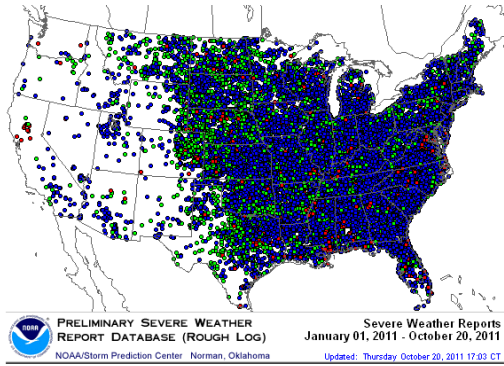 NOAA
PRELIMINARY SEVERE WEATHER
REPORT DATABASE (ROUGH LOG)
NOAA/Storm Prediction Center Norman, Oklahoma
Severe Weather Reports
January 01, 2011 - October 20, 2011
Updated: Thursday October 20, 2011 17:03 CT